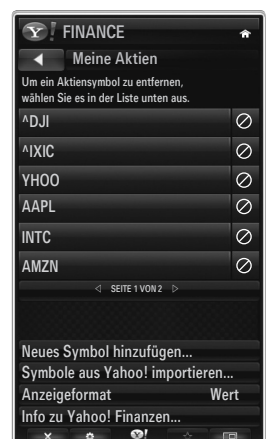 Y! FINANCE
Meine Aktien
Um ein Aktiensymbol zu entfernen,
wählen Sie es in der Liste unten aus.
^DJI
^IXIC
YHOO
AAPL
INTC
AMZN
SEITE 1 VON 2
Neues Symbol hinzufügen...
Symbole aus Yahoo! importieren...
Anzeigeformat Wert
Info zu Yahoo! Finanzen...
Y!